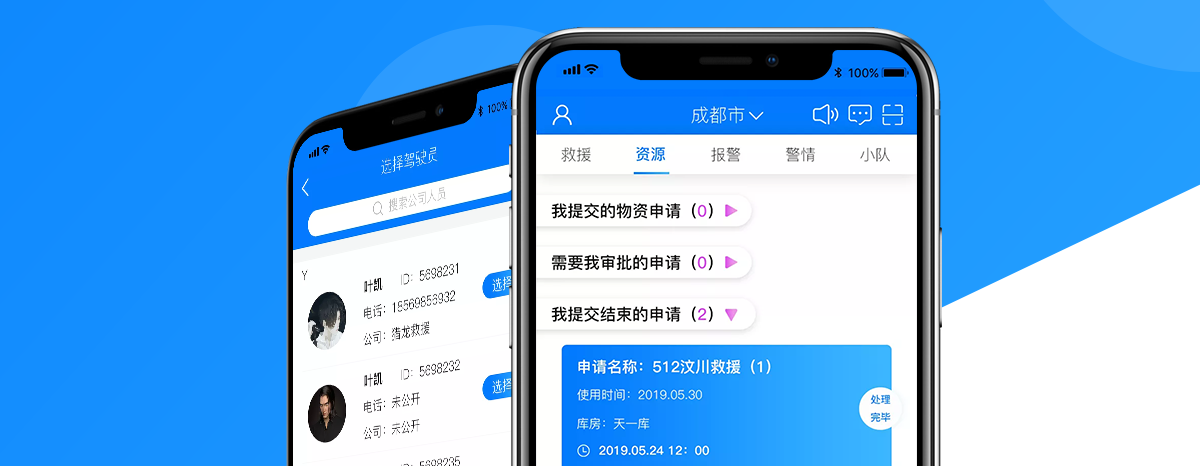 100%
选择驾驶员
搜索公司人员
Y
叶凯 ID：5698231
电话：18569856932
公司：猎龙救援
选择
叶凯 ID：5698232
电话：未公开
公司：未公开
选择
100%
成都市
救援 资源 报警 警情 小队
我提交的物资申请（0）
需要我审批的申请（0）
我提交结束的申请（2）
申请名称：512汶川救援（1）
使用时间：2019.05.30
库房：天一库
2019.05.24 12：00
处理
完毕